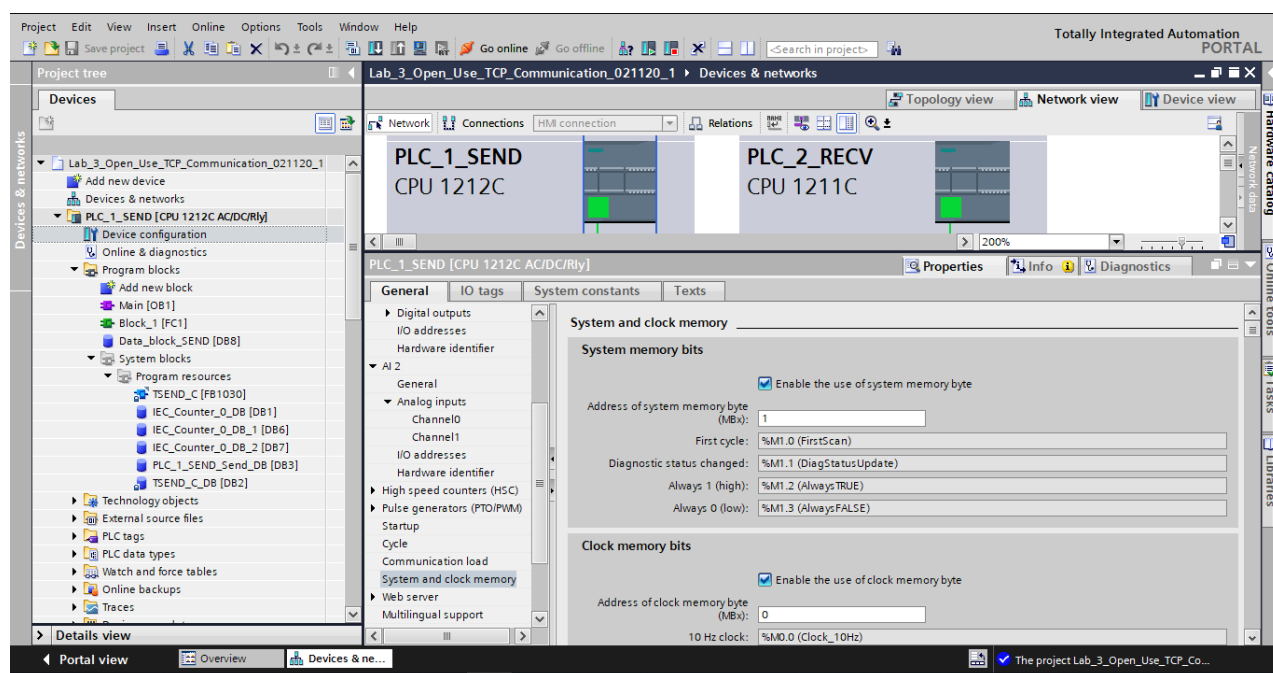 Project Edit View Insert Online Options Tools Window Help
Totally Integrated Automation
PORTAL
Save project Go online Go offline <Search in project>
Project tree
Lab_3_Open_Use_TCP_Communication_021120_1 Devices & networks
Devices
Topology view Network view Device view
Network Connections HMI connection Relations
Devices & networks
Lab_3_Open_Use_TCP_Communication_021120_1
Add new device
Devices & networks
PLC_1_SEND [CPU 1212C AC/DC/Rly]
Device configuration
Online & diagnostics
Program blocks
Add new block
Main [OB1]
Block_1 [FC1]
Data_block_SEND [DB8]
System blocks
Program resources
TSEND_C [FB1030]
IEC_Counter_0_DB [DB1]
IEC_Counter_0_DB_1 [DB6]
IEC_Counter_0_DB_2 [DB7]
PLC_1_SEND_Send_DB [DB3]
TSEND_C_DB [DB2]
Technology objects
External source files
PLC tags
PLC data types
Watch and force tables
Online backups
Traces
Details view
PLC_1_SEND
CPU 1212C
PLC_2_RECV
CPU 1211C
200%
Network data
PLC_1_SEND [CPU 1212C AC/DC/Rly]
Properties Info Diagnostics
General IO tags System constants Texts
Digital outputs
I/O addresses
Hardware identifier
AI 2
General
Analog inputs
Channel0
Channel1
I/O addresses
Hardware identifier
High speed counters (HSC)
Pulse generators (PTO/PWM)
Startup
Cycle
Communication load
System and clock memory
Web server
Multilingual support
System and clock memory
System memory bits
Enable the use of system memory byte
Address of system memory byte
(MBx): 1
First cycle: %M1.0 (FirstScan)
Diagnostic status changed: %M1.1 (DiagStatusUpdate)
Always 1 (high): %M1.2 (AlwaysTRUE)
Always 0 (low): %M1.3 (AlwaysFALSE)
Clock memory bits
Enable the use of clock memory byte
Address of clock memory byte
(MBx): 0
10 Hz clock: %M0.0 (Clock_10Hz)
Hardware catalog
Online tools
Tasks
Libraries
Portal view Overview Devices & ne... The project Lab_3_Open_Use_TCP_Co...